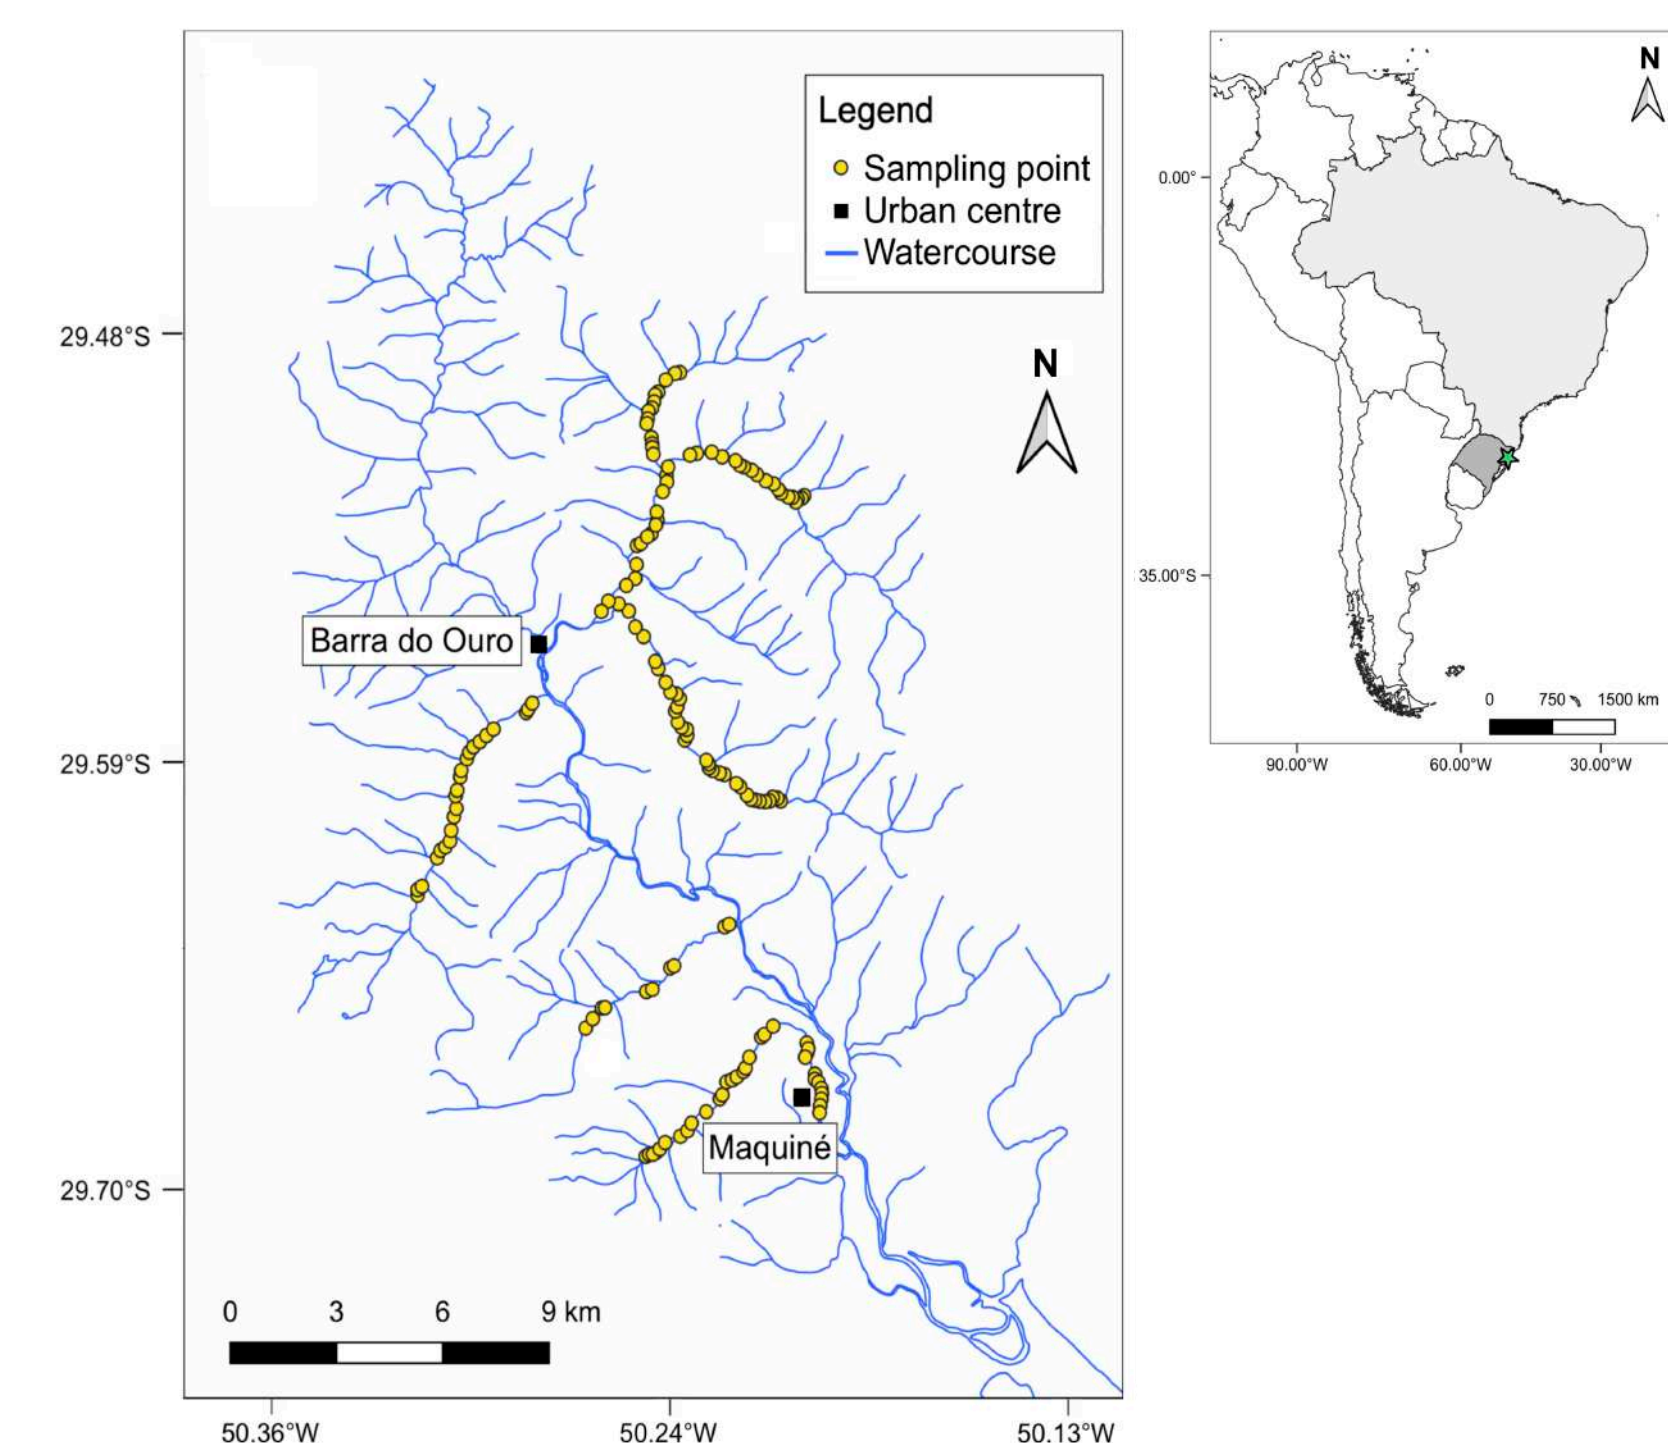 Legend
Sampling point
Urban centre
Watercourse
N
29.48°S
29.59°S
29.70°S
Barra do Ouro
Maquiné
0 3 6 9 km
50.36°W 50.24°W 50.13°W
N
0.00°
35.00°S
0 750 1500 km
90.00°W 60.00°W 30.00°W